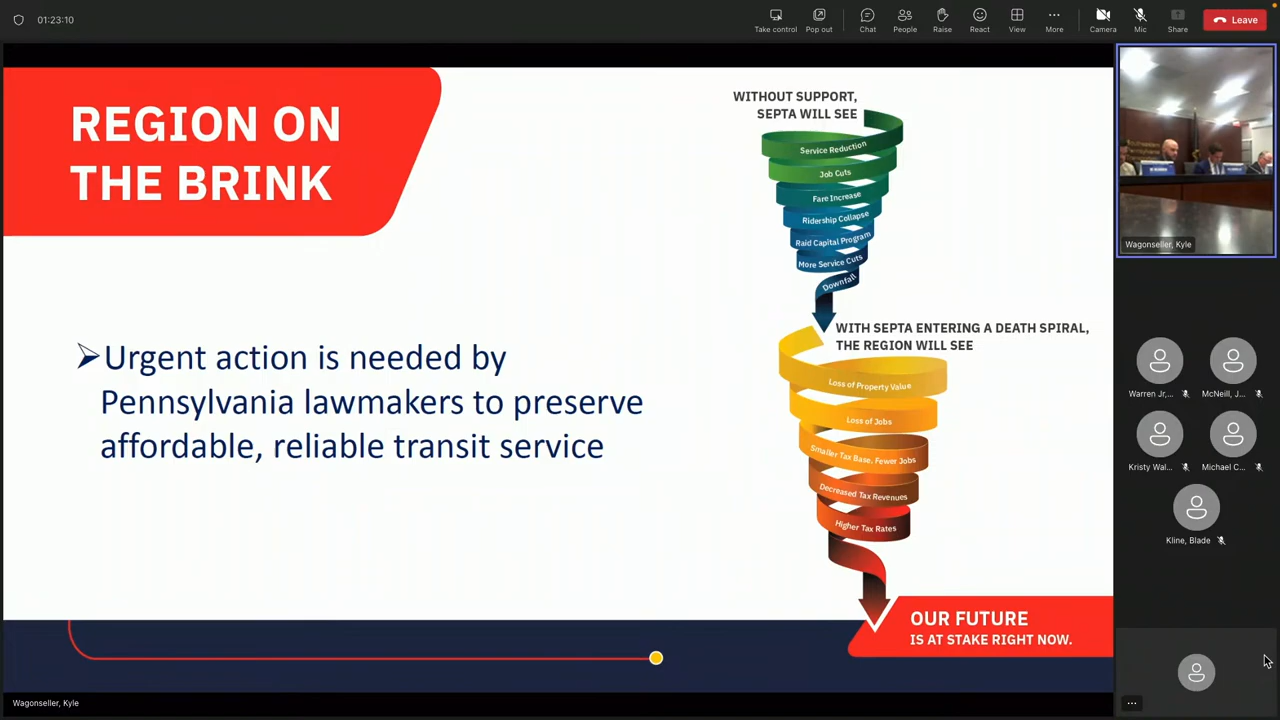 01:23:10
Take control
Pop out
Chat
People
Raise
React
View
More
Camera
Mic
Share
Leave
REGION ON
THE BRINK
➢Urgent action is needed by
Pennsylvania lawmakers to preserve
affordable, reliable transit service
WITHOUT SUPPORT,
SEPTA WILL SEE
Service Reduction
Job Cuts
Fare Increase
Ridership Collapse
Raid Capital Program
More Service Cuts
Downfall
WITH SEPTA ENTERING A DEATH SPIRAL,
THE REGION WILL SEE
Loss of Property Value
Loss of Jobs
Smaller Tax Base, Fewer Jobs
Decreased Tax Revenues
Higher Tax Rates
OUR FUTURE
IS AT STAKE RIGHT NOW.
Wagonseller, Kyle
Wagonseller, Kyle
Warren Jr,...
McNeill, J...
Kristy Wal...
Michael C...
Kline, Blade